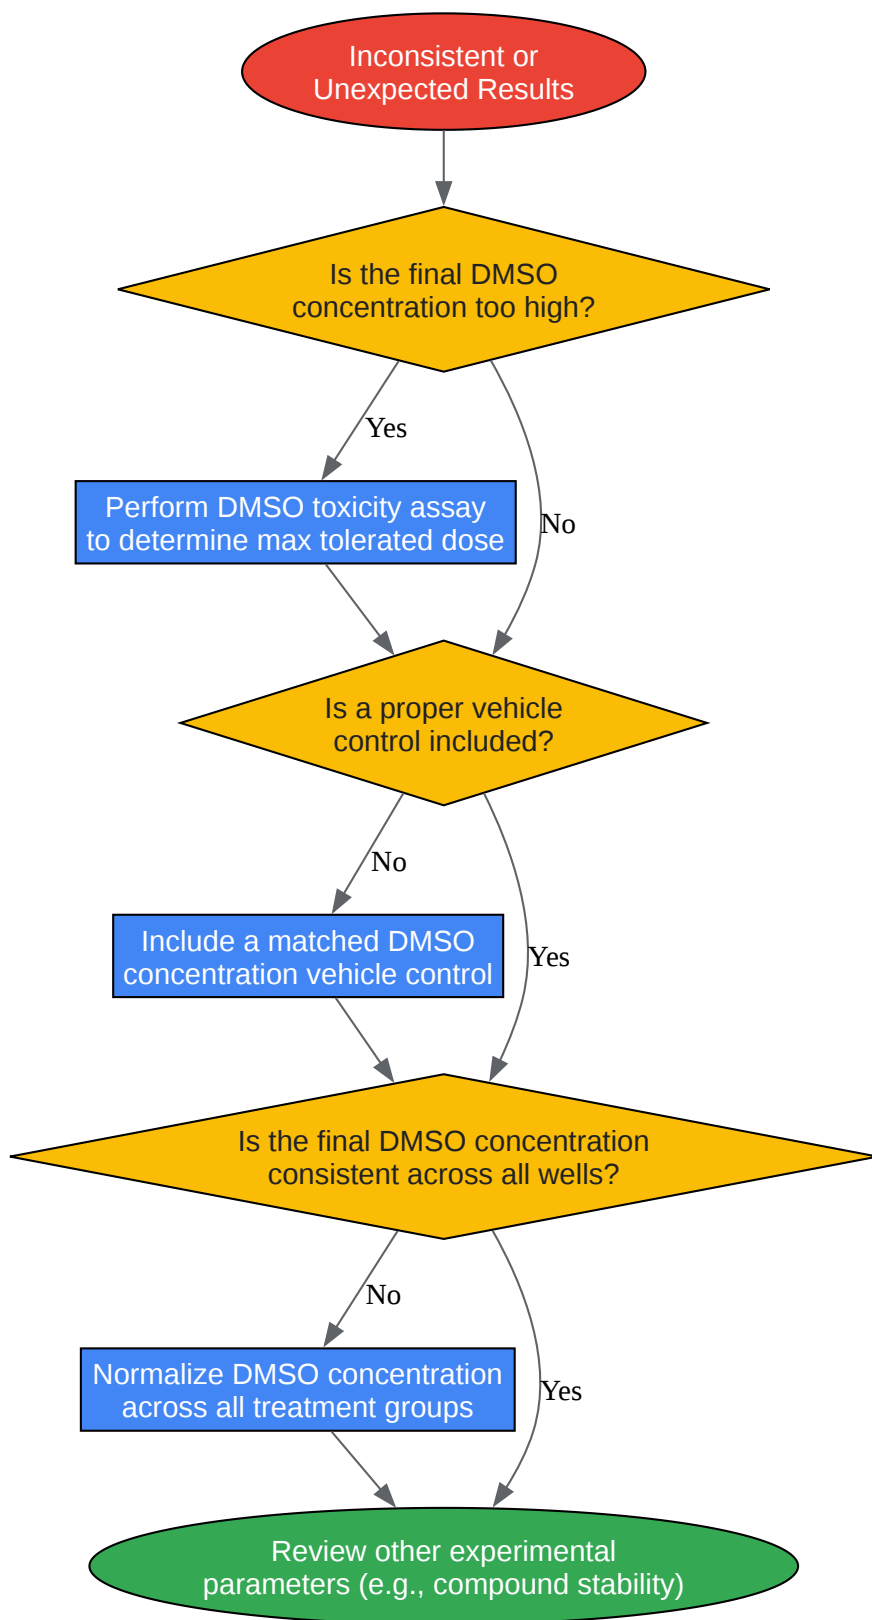 Inconsistent or
Unexpected Results
Is the final DMSO
concentration too high?
Yes
Perform DMSO toxicity assay
to determine max tolerated dose
No
Is a proper vehicle
control included?
No
Include a matched DMSO
concentration vehicle control
Yes
Is the final DMSO concentration
consistent across all wells?
No
Normalize DMSO concentration
across all treatment groups
Yes
Review other experimental
parameters (e.g., compound stability)